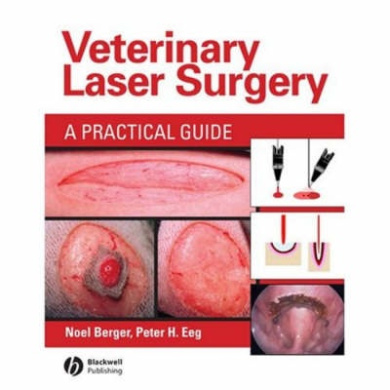 Veterinary
Laser Surgery
A PRACTICAL GUIDE
Noel Berger, Peter H. Eeg
Blackwell
Publishing